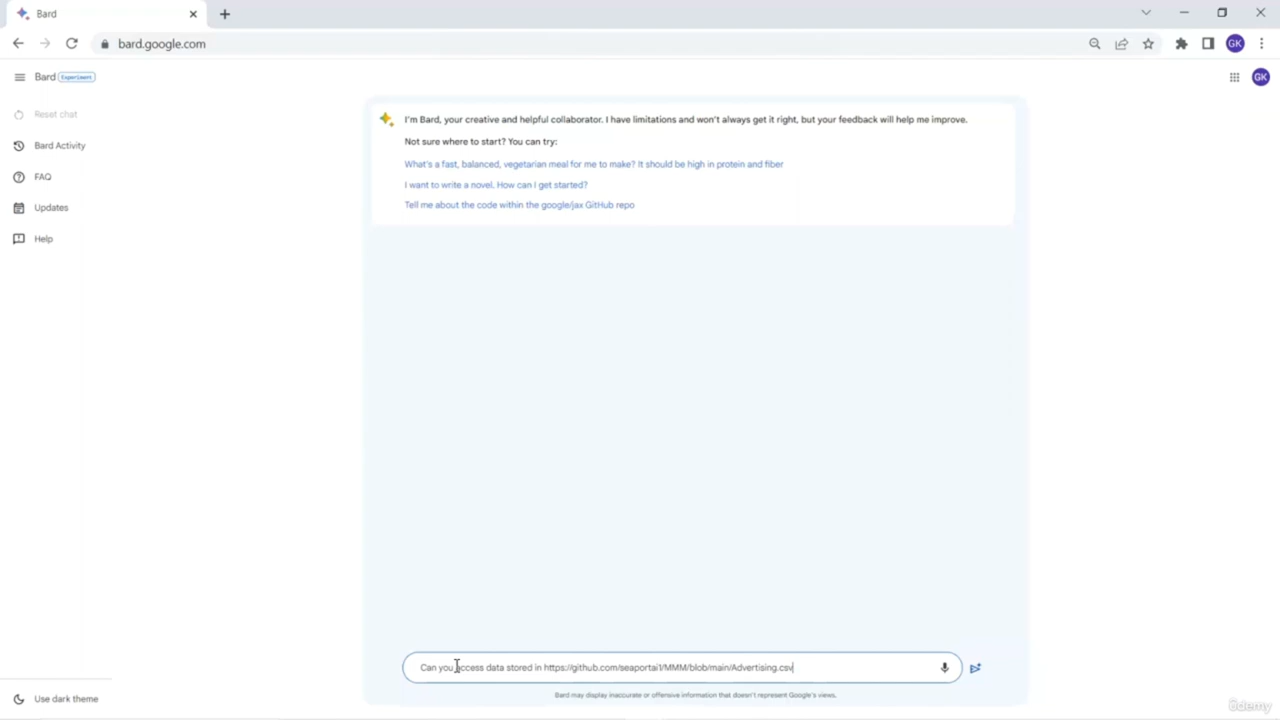 Bard
bard.google.com
GK
Bard Experiment
GK
Reset chat
Bard Activity
FAQ
Updates
Help
I'm Bard, your creative and helpful collaborator. I have limitations and won't always get it right, but your feedback will help me improve.
Not sure where to start? You can try:
What's a fast, balanced, vegetarian meal for me to make? It should be high in protein and fiber
I want to write a novel. How can I get started?
Tell me about the code within the google/jax GitHub repo
Can you access data stored in https://github.com/seaportai1/MMM/blob/main/Advertising.csv
Bard may display inaccurate or offensive information that doesn't represent Google's views.
Use dark theme
ûdemy